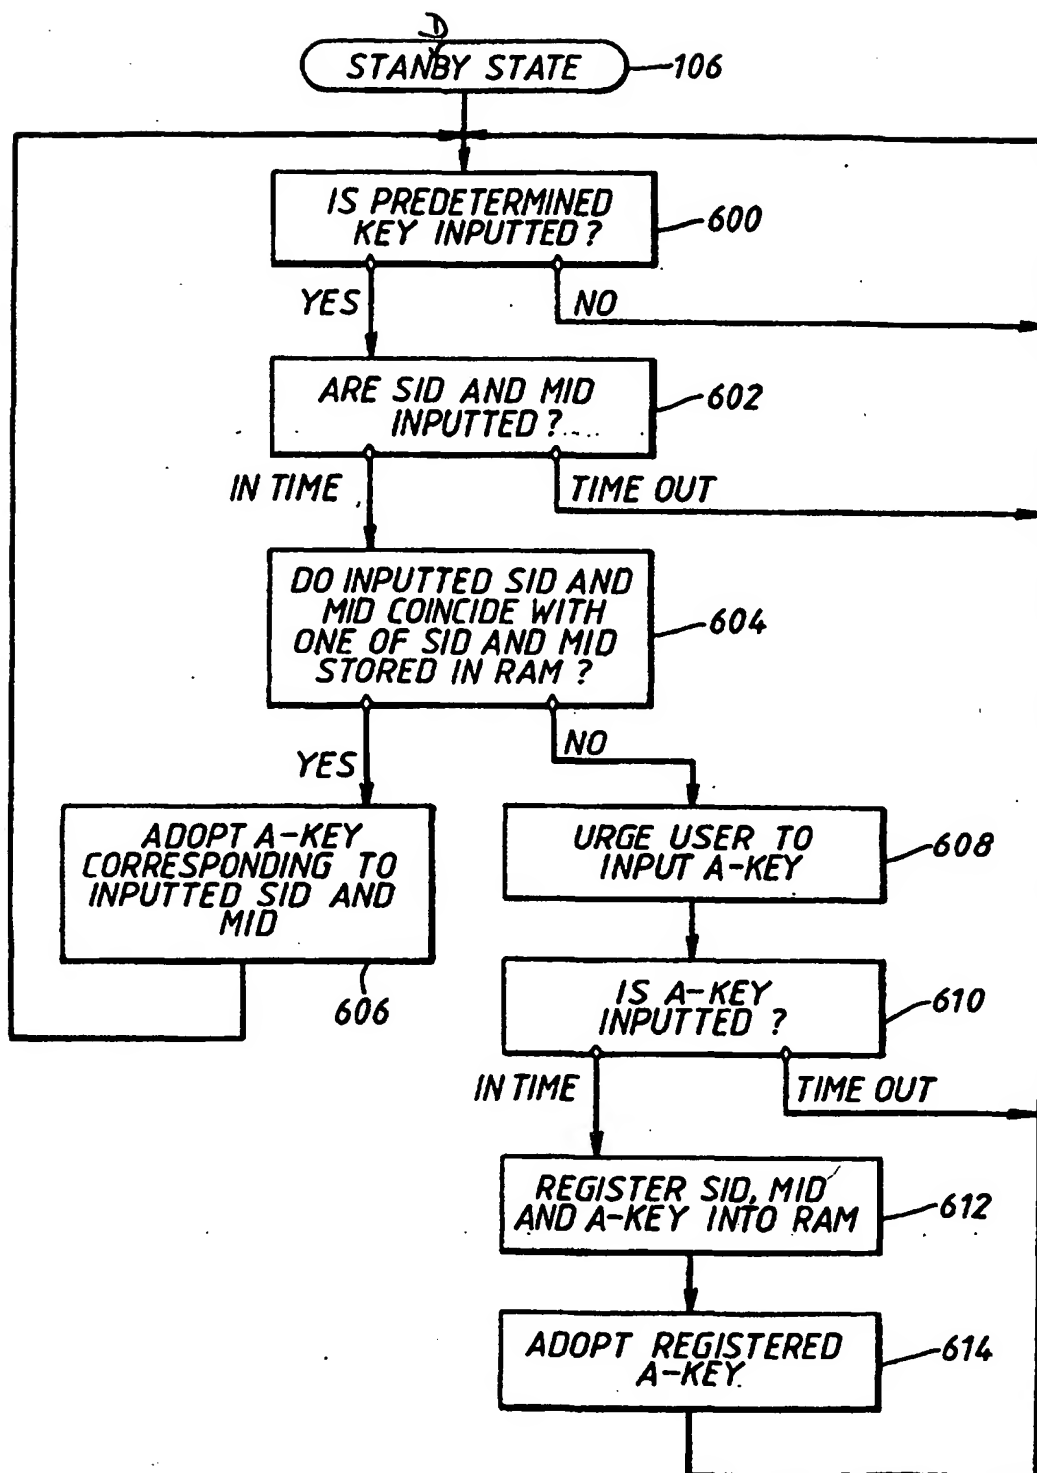 D
STANBY STATE
106
IS PREDETERMINED
KEY INPUTTED?
600
YES
NO
ARE SID AND MID
INPUTTED?
602
IN TIME
TIME OUT
DO INPUTTED SID AND
MID COINCIDE WITH
ONE OF SID AND MID
STORED IN RAM ?
604
YES
NO
ADOPT A-KEY
CORRESPONDING TO
INPUTTED SID AND
MID
606
URGE USER TO
INPUT A-KEY
608
IS A-KEY
INPUTTED ?
610
IN TIME
TIME OUT
REGISTER SID, MID
AND A-KEY INTO RAM
612
ADOPT REGISTERED
A-KEY.
614